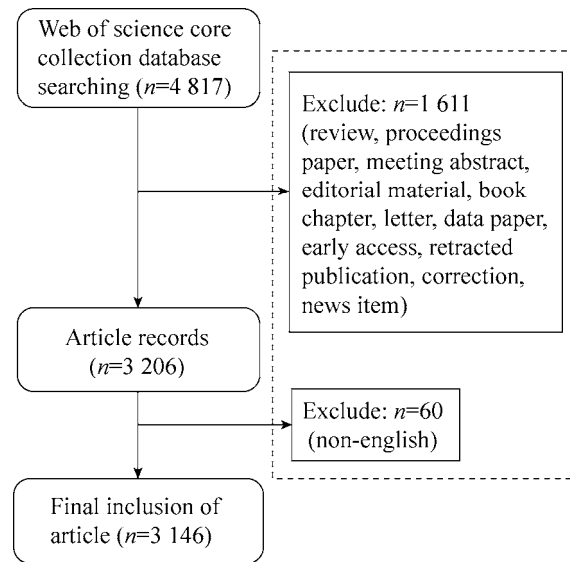 Web of science core
collection database
searching (n=4 817)
Exclude: n=1 611
(review, proceedings
paper, meeting abstract,
editorial material, book
chapter, letter, data paper,
early access, retracted
publication, correction,
news item)
Article records
(n=3 206)
Exclude: n=60
(non-english)
Final inclusion of
article (n=3 146)